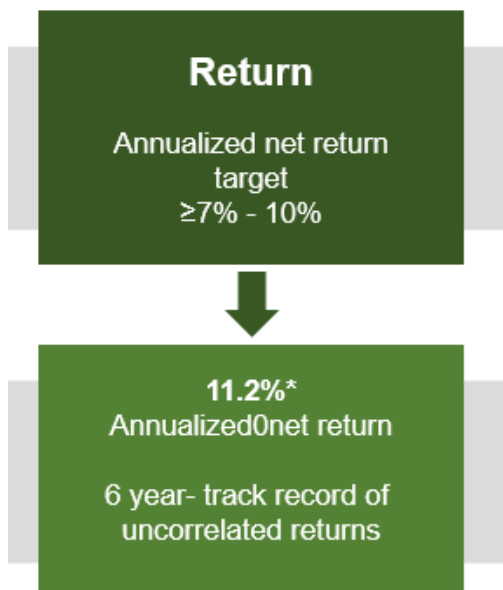 Return
Annualized net return
target
≥7% - 10%
11.2%*
Annualized0net return
6 year- track record of
uncorrelated returns